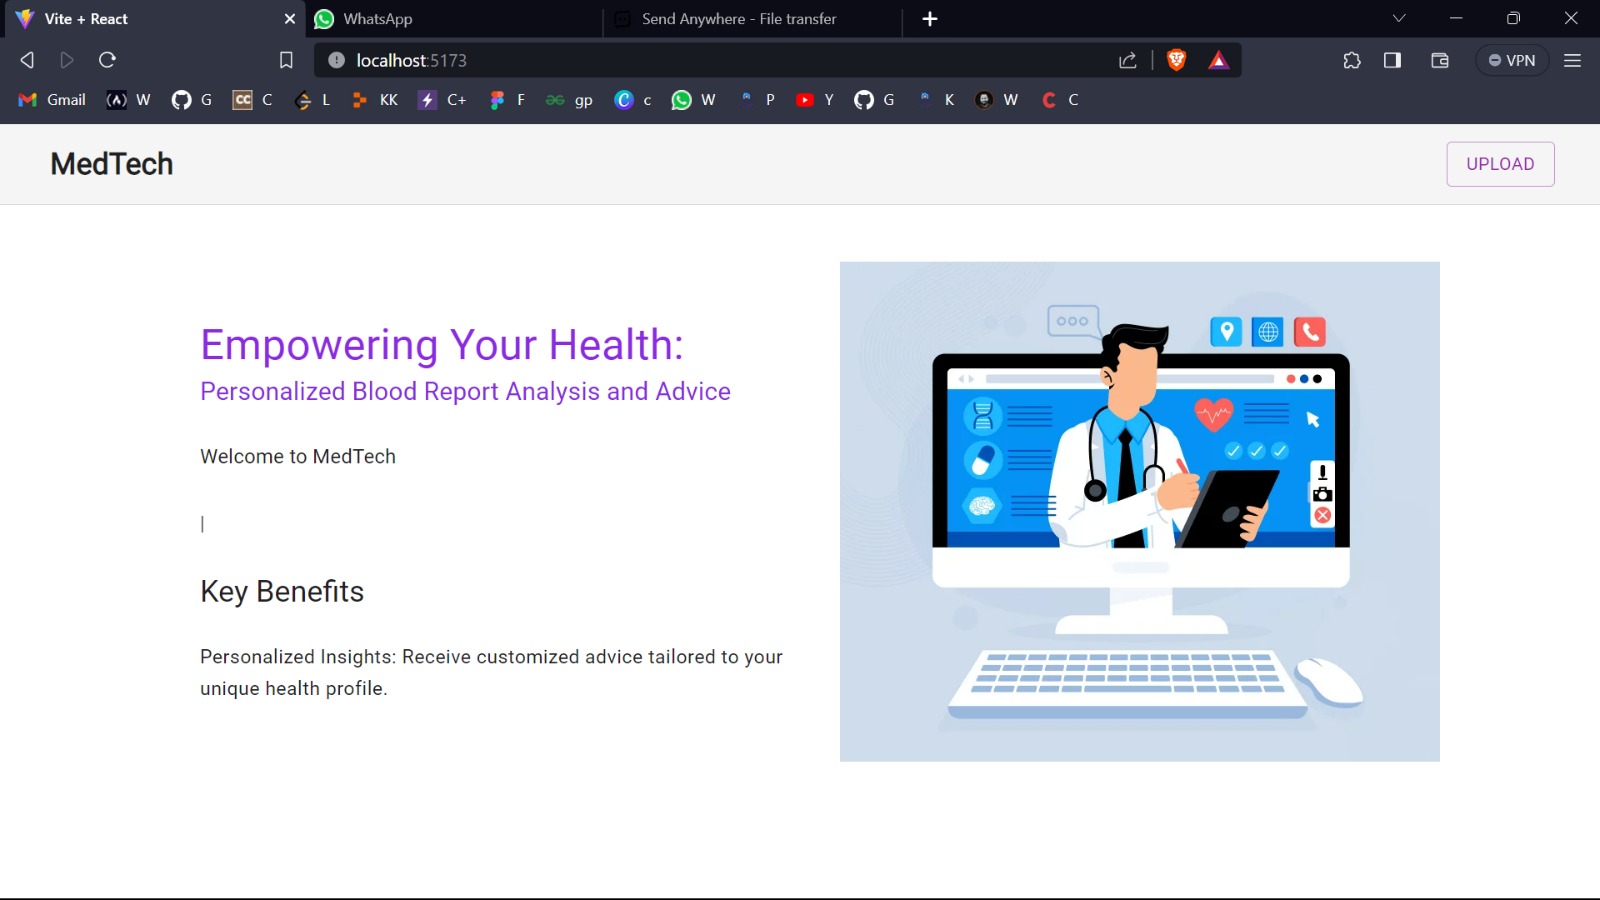 Vite + React
WhatsApp
Send Anywhere - File transfer
localhost:5173
VPN
Gmail W G CC C L KK C+ F gp c W P Y G K W C
MedTech
UPLOAD
Empowering Your Health:
Personalized Blood Report Analysis and Advice
Welcome to MedTech
|
Key Benefits
Personalized Insights: Receive customized advice tailored to your
unique health profile.